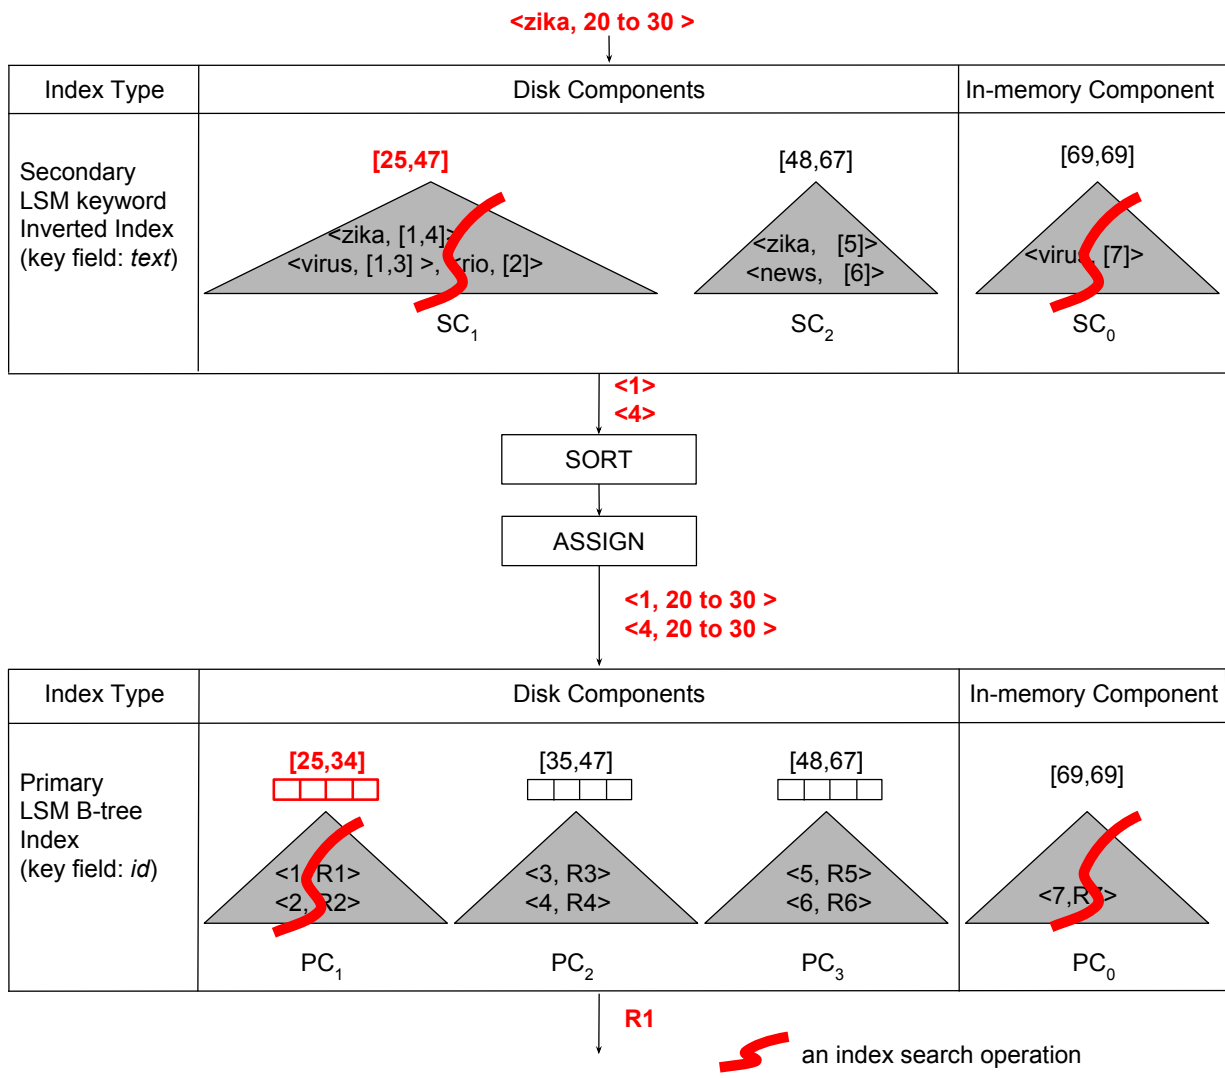 <zika, 20 to 30 >
Index Type
Disk Components
In-memory Component
Secondary
LSM keyword
Inverted Index
(key field: text)
[25,47]
<zika, [1,4]>
<virus, [1,3] >, <rio, [2]>
SC1
[48,67]
<zika, [5]>
<news, [6]>
SC2
[69,69]
<virus, [7]>
SC0
<1>
<4>
SORT
ASSIGN
<1, 20 to 30 >
<4, 20 to 30 >
Index Type
Disk Components
In-memory Component
Primary
LSM B-tree
Index
(key field: id)
[25,34]
<1, R1>
<2, R2>
PC1
[35,47]
<3, R3>
<4, R4>
PC2
[48,67]
<5, R5>
<6, R6>
PC3
[69,69]
<7,R7>
PC0
R1
an index search operation